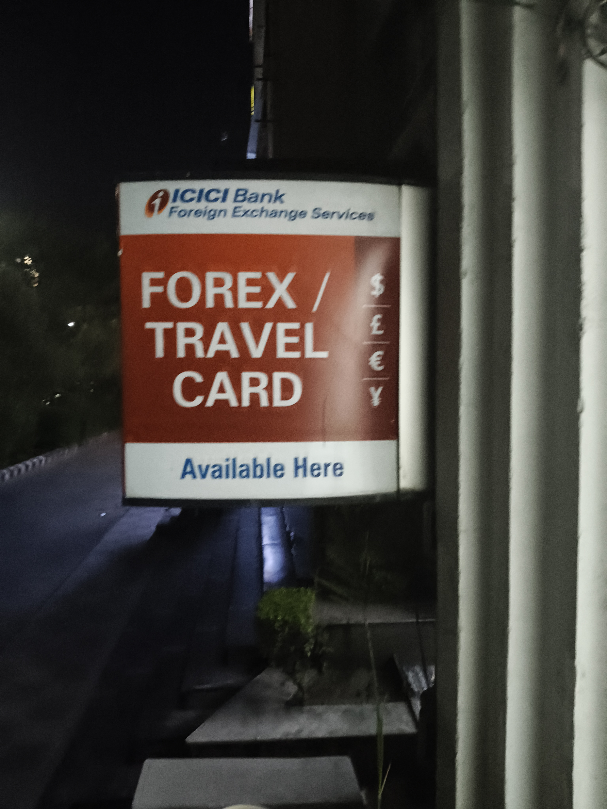 ICICI Bank
Foreign Exchange Services
FOREX /
TRAVEL
CARD
$
£
€
¥
Available Here